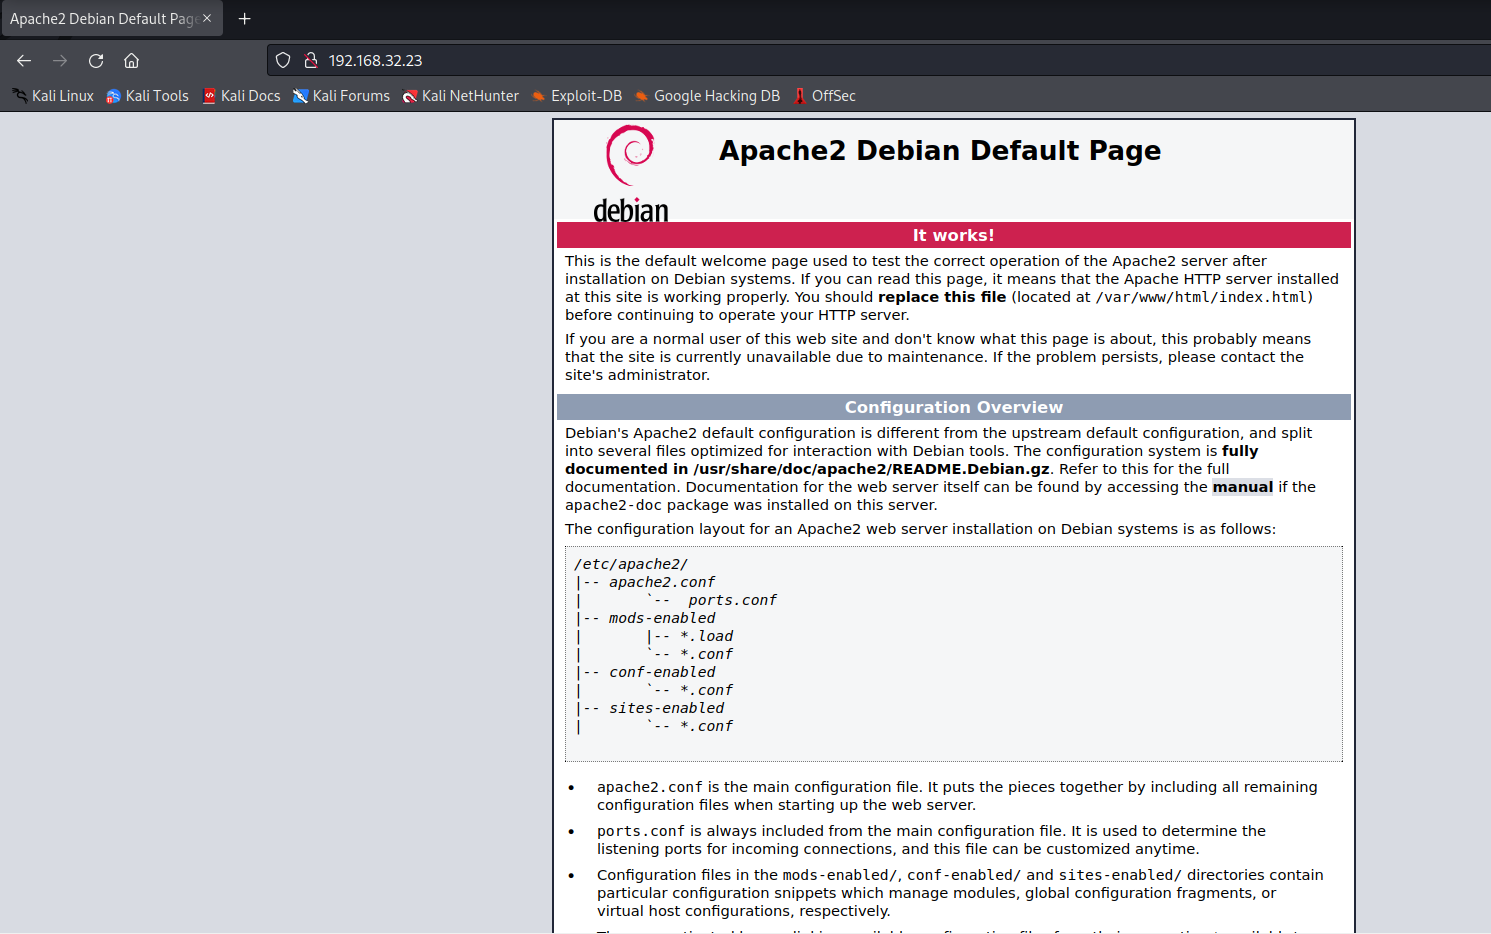 Apache2 Debian Default Pag
192.168.32.23
Kali Linux Kali Tools Kali Docs Kali Forums Kali NetHunter Exploit-DB Google Hacking DB OffSec
debian
Apache2 Debian Default Page
It works!
This is the default welcome page used to test the correct operation of the Apache2 server after
installation on Debian systems. If you can read this page, it means that the Apache HTTP server installed
at this site is working properly. You should replace this file (located at /var/www/html/index.html)
before continuing to operate your HTTP server.
If you are a normal user of this web site and don't know what this page is about, this probably means
that the site is currently unavailable due to maintenance. If the problem persists, please contact the
site's administrator.
Configuration Overview
Debian's Apache2 default configuration is different from the upstream default configuration, and split
into several files optimized for interaction with Debian tools. The configuration system is fully
documented in /usr/share/doc/apache2/README.Debian.gz. Refer to this for the full
documentation. Documentation for the web server itself can be found by accessing the manual if the
apache2-doc package was installed on this server.
The configuration layout for an Apache2 web server installation on Debian systems is as follows:
/etc/apache2/
|-- apache2.conf
|       `--  ports.conf
|-- mods-enabled
|       |-- *.load
|       `-- *.conf
|-- conf-enabled
|       `-- *.conf
|-- sites-enabled
|       `-- *.conf
• apache2.conf is the main configuration file. It puts the pieces together by including all remaining
configuration files when starting up the web server.
• ports.conf is always included from the main configuration file. It is used to determine the
listening ports for incoming connections, and this file can be customized anytime.
• Configuration files in the mods-enabled/, conf-enabled/ and sites-enabled/ directories contain
particular configuration snippets which manage modules, global configuration fragments, or
virtual host configurations, respectively.